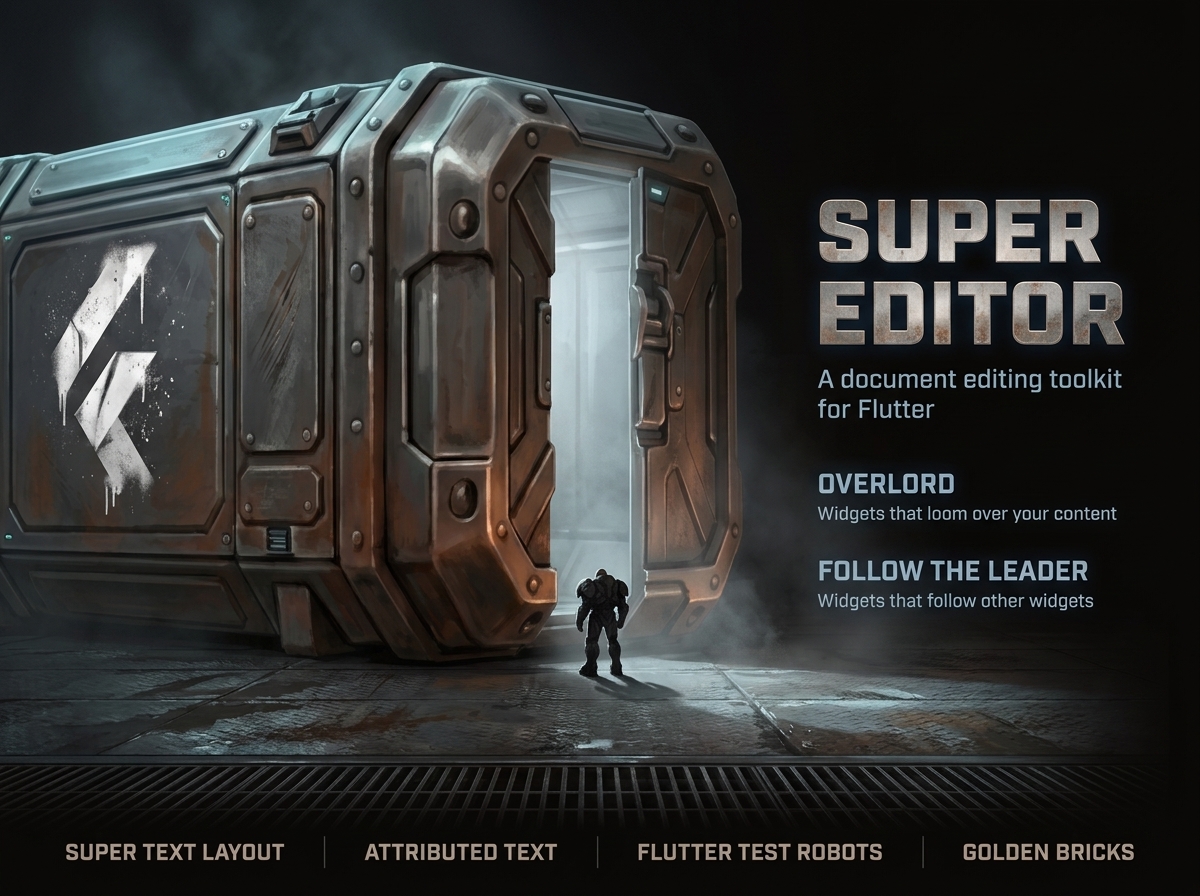 SUPER
EDITOR
A document editing toolkit
for Flutter
OVERLORD
Widgets that loom over your content
FOLLOW THE LEADER
Widgets that follow other widgets
SUPER TEXT LAYOUT
ATTRIBUTED TEXT
FLUTTER TEST ROBOTS
GOLDEN BRICKS